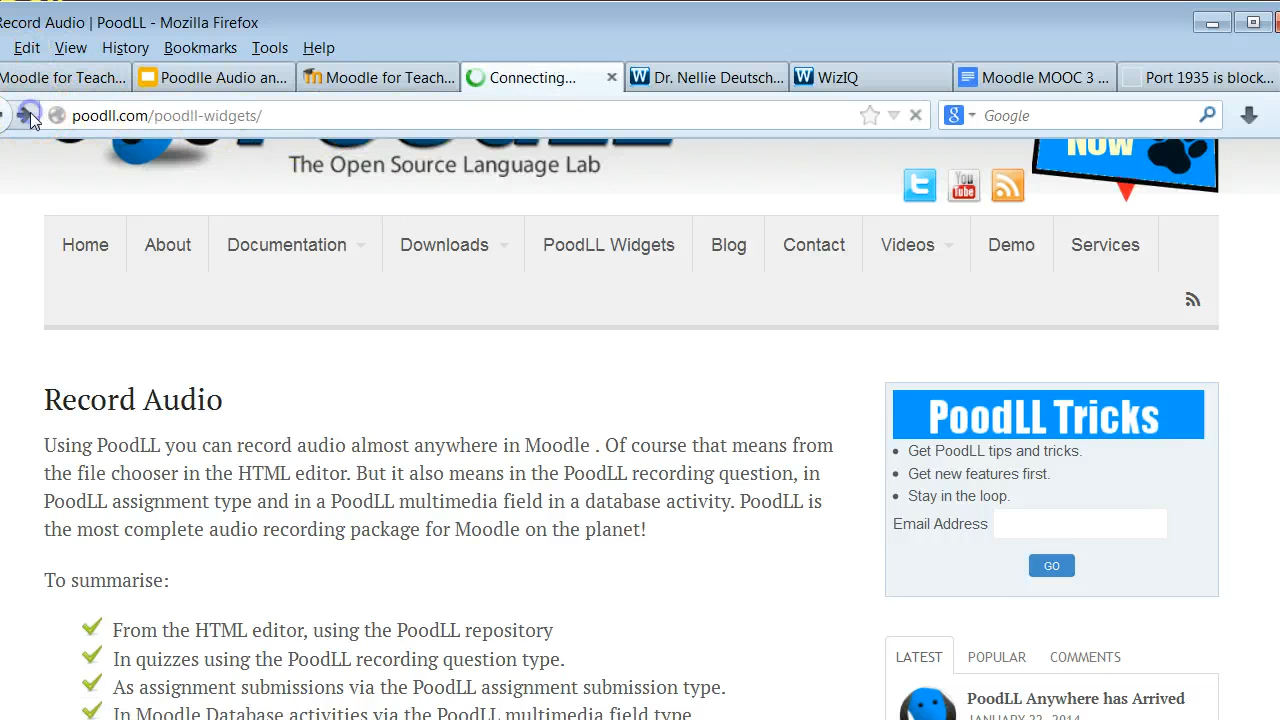 Record Audio | PoodLL - Mozilla Firefox
Edit View History Bookmarks Tools Help
Moodle for Teach... Poodlle Audio an... Moodle for Teach... Connecting... Dr. Nellie Deutsch... WizIQ Moodle MOOC 3 ... Port 1935 is block...
poodll.com/poodll-widgets/ Google
NOW
The Open Source Language Lab
You Tube
Home About Documentation Downloads PoodLL Widgets Blog Contact Videos Demo Services
Record Audio
Using PoodLL you can record audio almost anywhere in Moodle . Of course that means from
the file chooser in the HTML editor. But it also means in the PoodLL recording question, in
PoodLL assignment type and in a PoodLL multimedia field in a database activity. PoodLL is
the most complete audio recording package for Moodle on the planet!
To summarise:
From the HTML editor, using the PoodLL repository
In quizzes using the PoodLL recording question type.
As assignment submissions via the PoodLL assignment submission type.
In Moodle Database activities via the PoodLL multimedia field type
PoodLL Tricks
Get PoodLL tips and tricks.
Get new features first.
Stay in the loop.
Email Address
GO
LATEST POPULAR COMMENTS
PoodLL Anywhere has Arrived
JANUARY 22, 2014